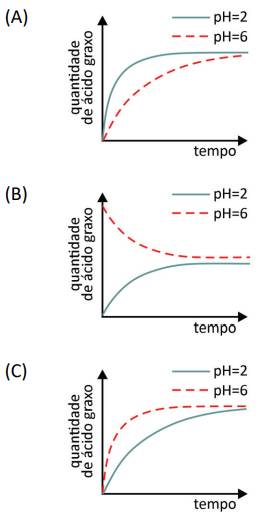 (A)
pH=2
pH=6
quantidade
de ácido graxo
tempo
(B)
pH=2
pH=6
quantidade
de ácido graxo
tempo
(C)
pH=2
pH=6
quantidade
de ácido graxo
tempo